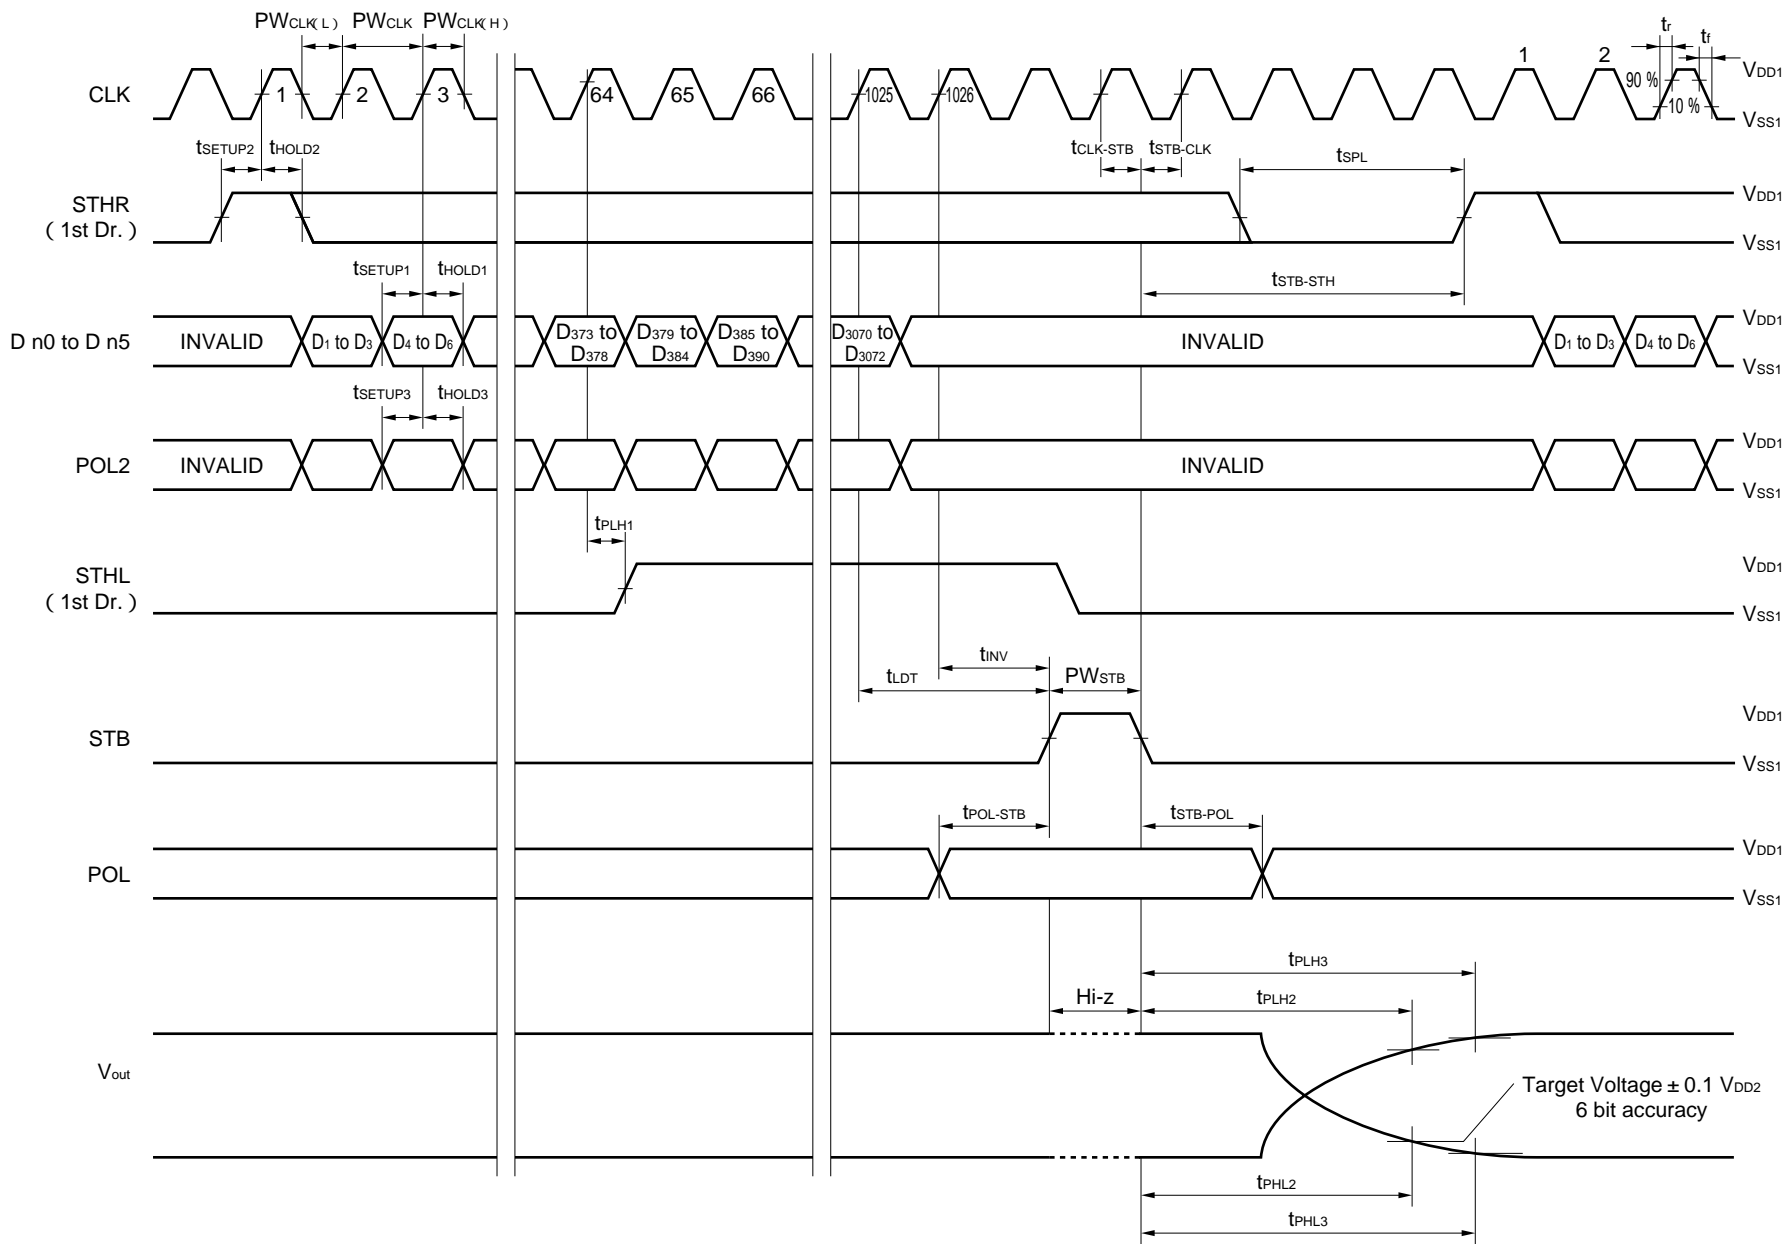 PWCLK( L ) PWCLK PWCLK( H )
tr
tf
1 2
CLK 1 2 3 64 65 66 1025 1026 90 % 10 % VDD1
VSS1
tSETUP2 tHOLD2 tCLK-STB tSTB-CLK tSPL
STHR
( 1st Dr. )
VDD1
VSS1
tSETUP1 tHOLD1 tSTB-STH
D n0 to D n5 INVALID D1 to D3 D4 to D6 D373 to
D378 D379 to
D384 D385 to
D390 D3070 to
D3072 INVALID D1 to D3 D4 to D6 VDD1
VSS1
tSETUP3 tHOLD3
POL2 INVALID INVALID VDD1
VSS1
tPLH1
STHL
( 1st Dr. )
VDD1
VSS1
tINV
tLDT PWSTB
STB VDD1
VSS1
tPOL-STB tSTB-POL
POL VDD1
VSS1
tPLH3
Hi-z tPLH2
Vout
Target Voltage ± 0.1 VDD2
6 bit accuracy
tPHL2
tPHL3